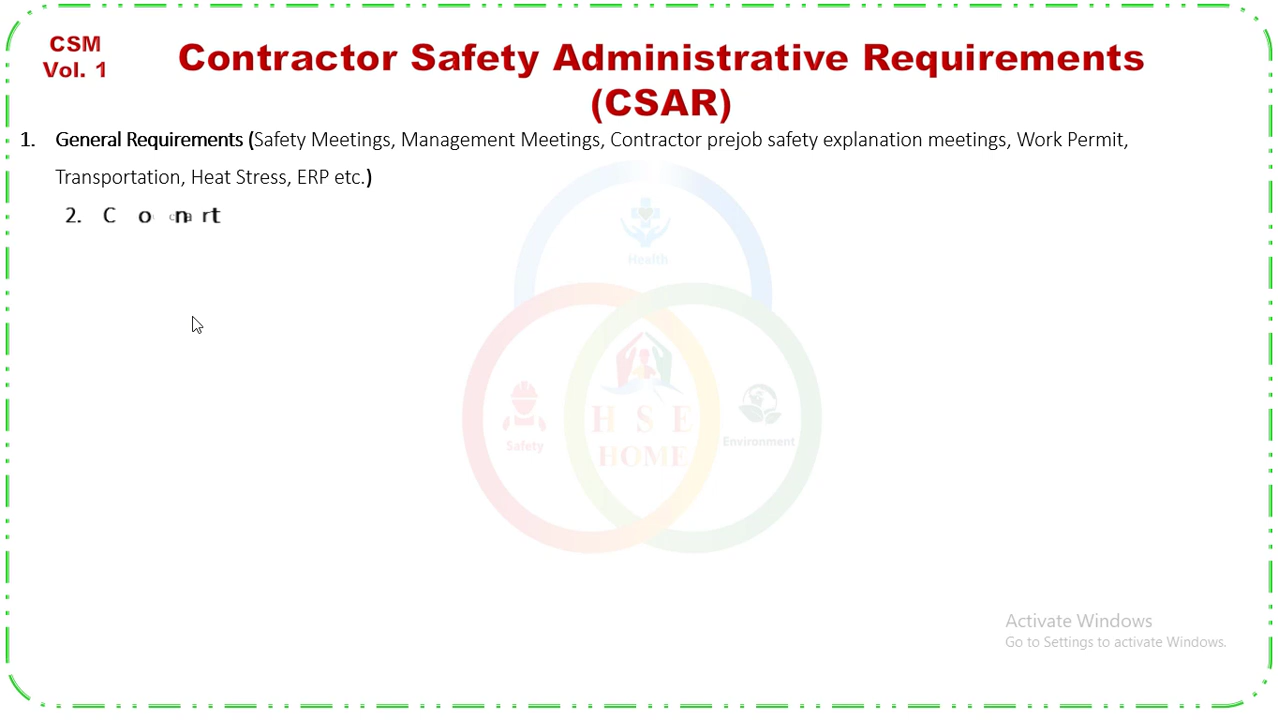 CSM
Vol. 1
Contractor Safety Administrative Requirements
(CSAR)
1. General Requirements (Safety Meetings, Management Meetings, Contractor prejob safety explanation meetings, Work Permit,
Transportation, Heat Stress, ERP etc.)
2.
Health
Safety
Environment
H S E
HOME
Activate Windows
Go to Settings to activate Windows.